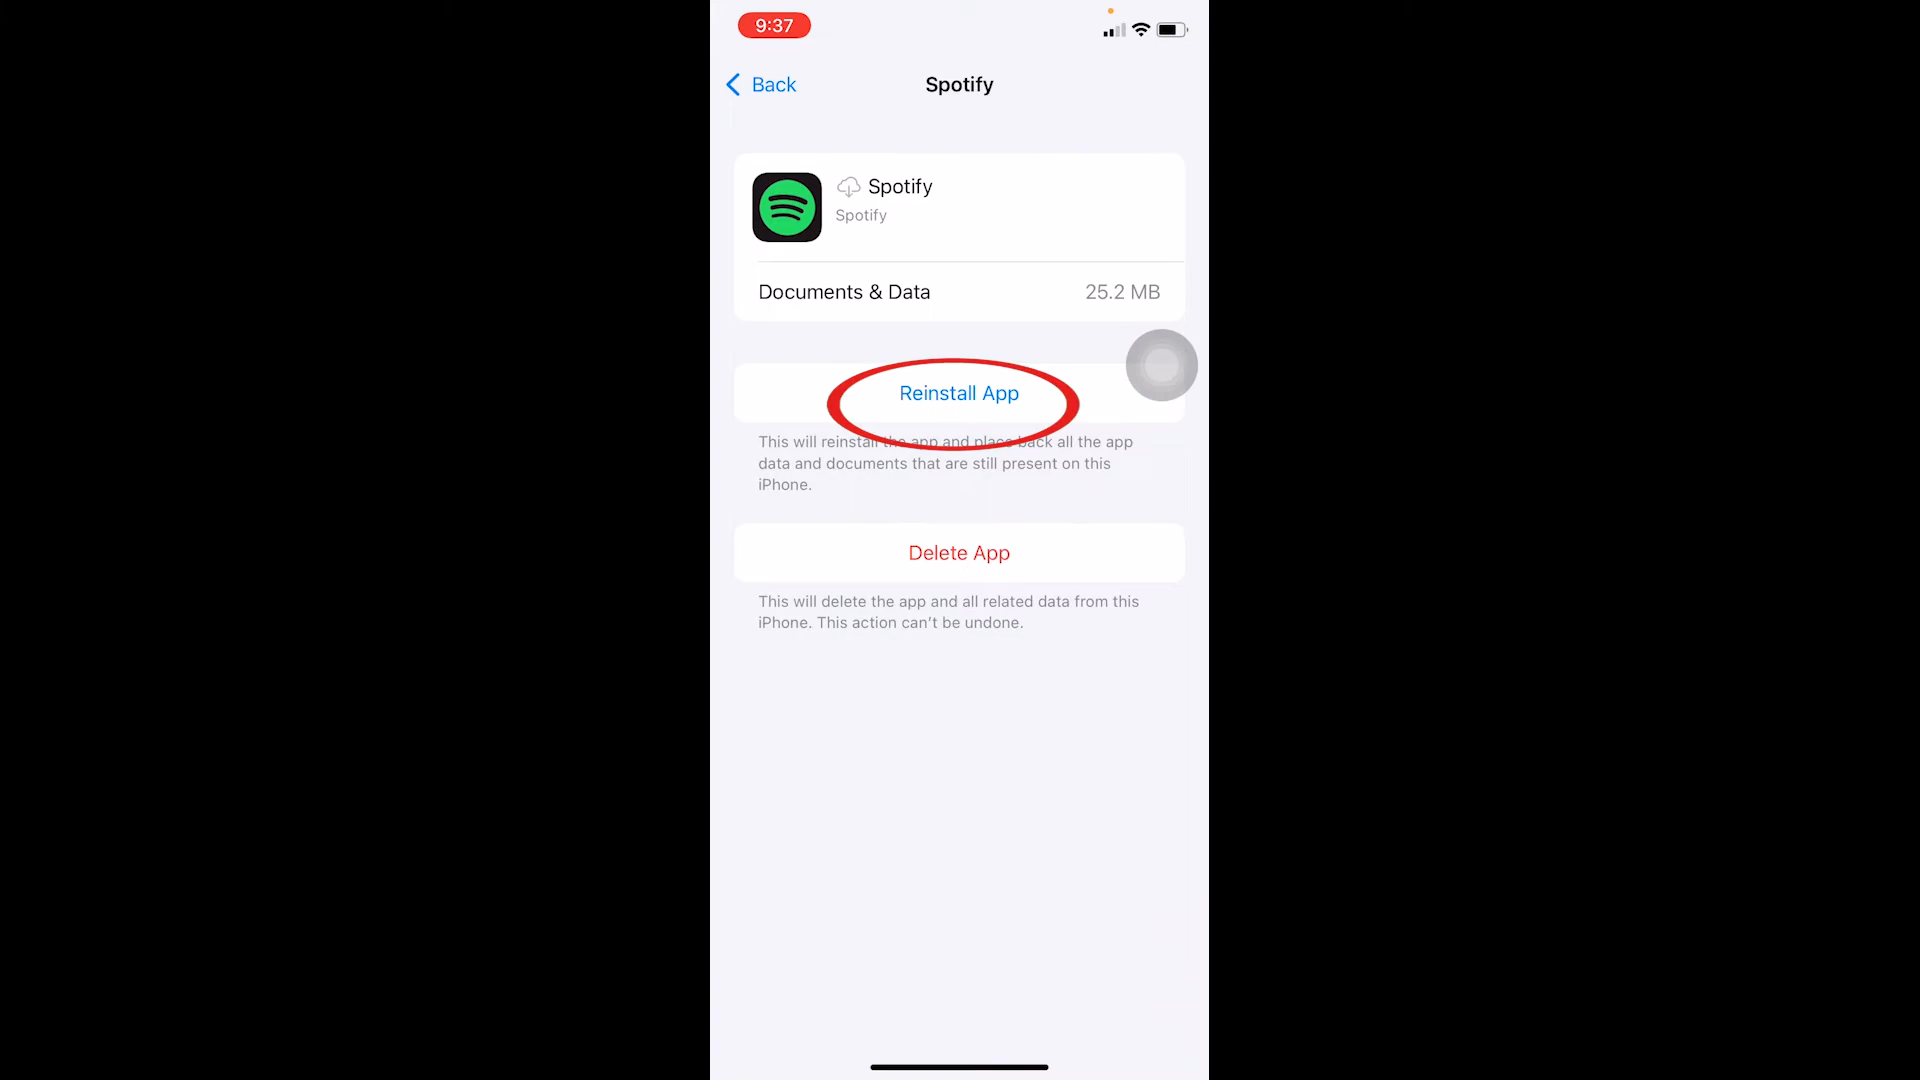 9:37
Back
Spotify
Spotify
Spotify
Documents & Data 25.2 MB
Reinstall App
This will reinstall the app and place back all the app
data and documents that are still present on this
iPhone.
Delete App
This will delete the app and all related data from this
iPhone. This action can’t be undone.